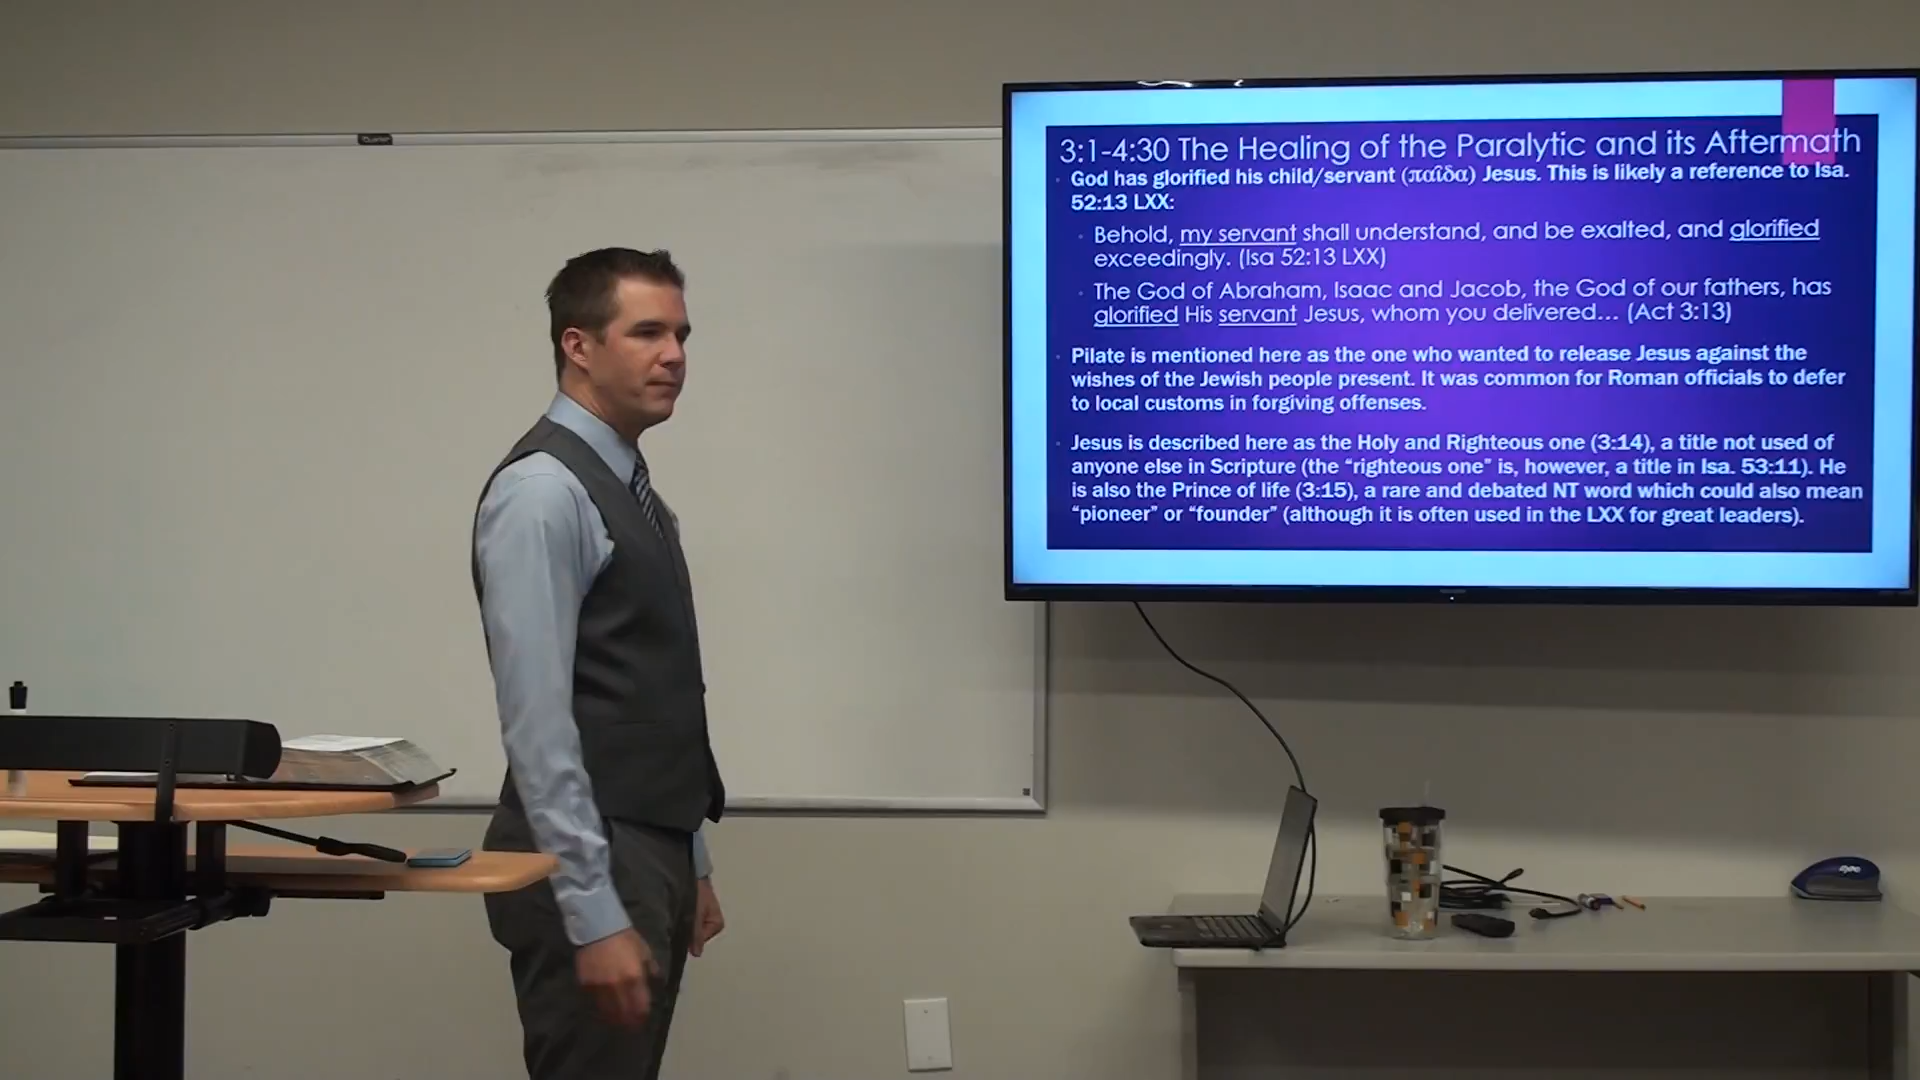 3:1-4:30 The Healing of the Paralytic and its Aftermath
God has glorified his child/servant (παῖδα) Jesus. This is likely a reference to Isa.
52:13 LXX:
Behold, my servant shall understand, and be exalted, and glorified
exceedingly. (Isa 52:13 LXX)
The God of Abraham, Isaac and Jacob, the God of our fathers, has
glorified His servant Jesus, whom you delivered... (Act 3:13)
Pilate is mentioned here as the one who wanted to release Jesus against the
wishes of the Jewish people present. It was common for Roman officials to defer
to local customs in forgiving offenses.
Jesus is described here as the Holy and Righteous one (3:14), a title not used of
anyone else in Scripture (the “righteous one” is, however, a title in Isa. 53:11). He
is also the Prince of life (3:15), a rare and debated NT word which could also mean
“pioneer” or “founder” (although it is often used in the LXX for great leaders).